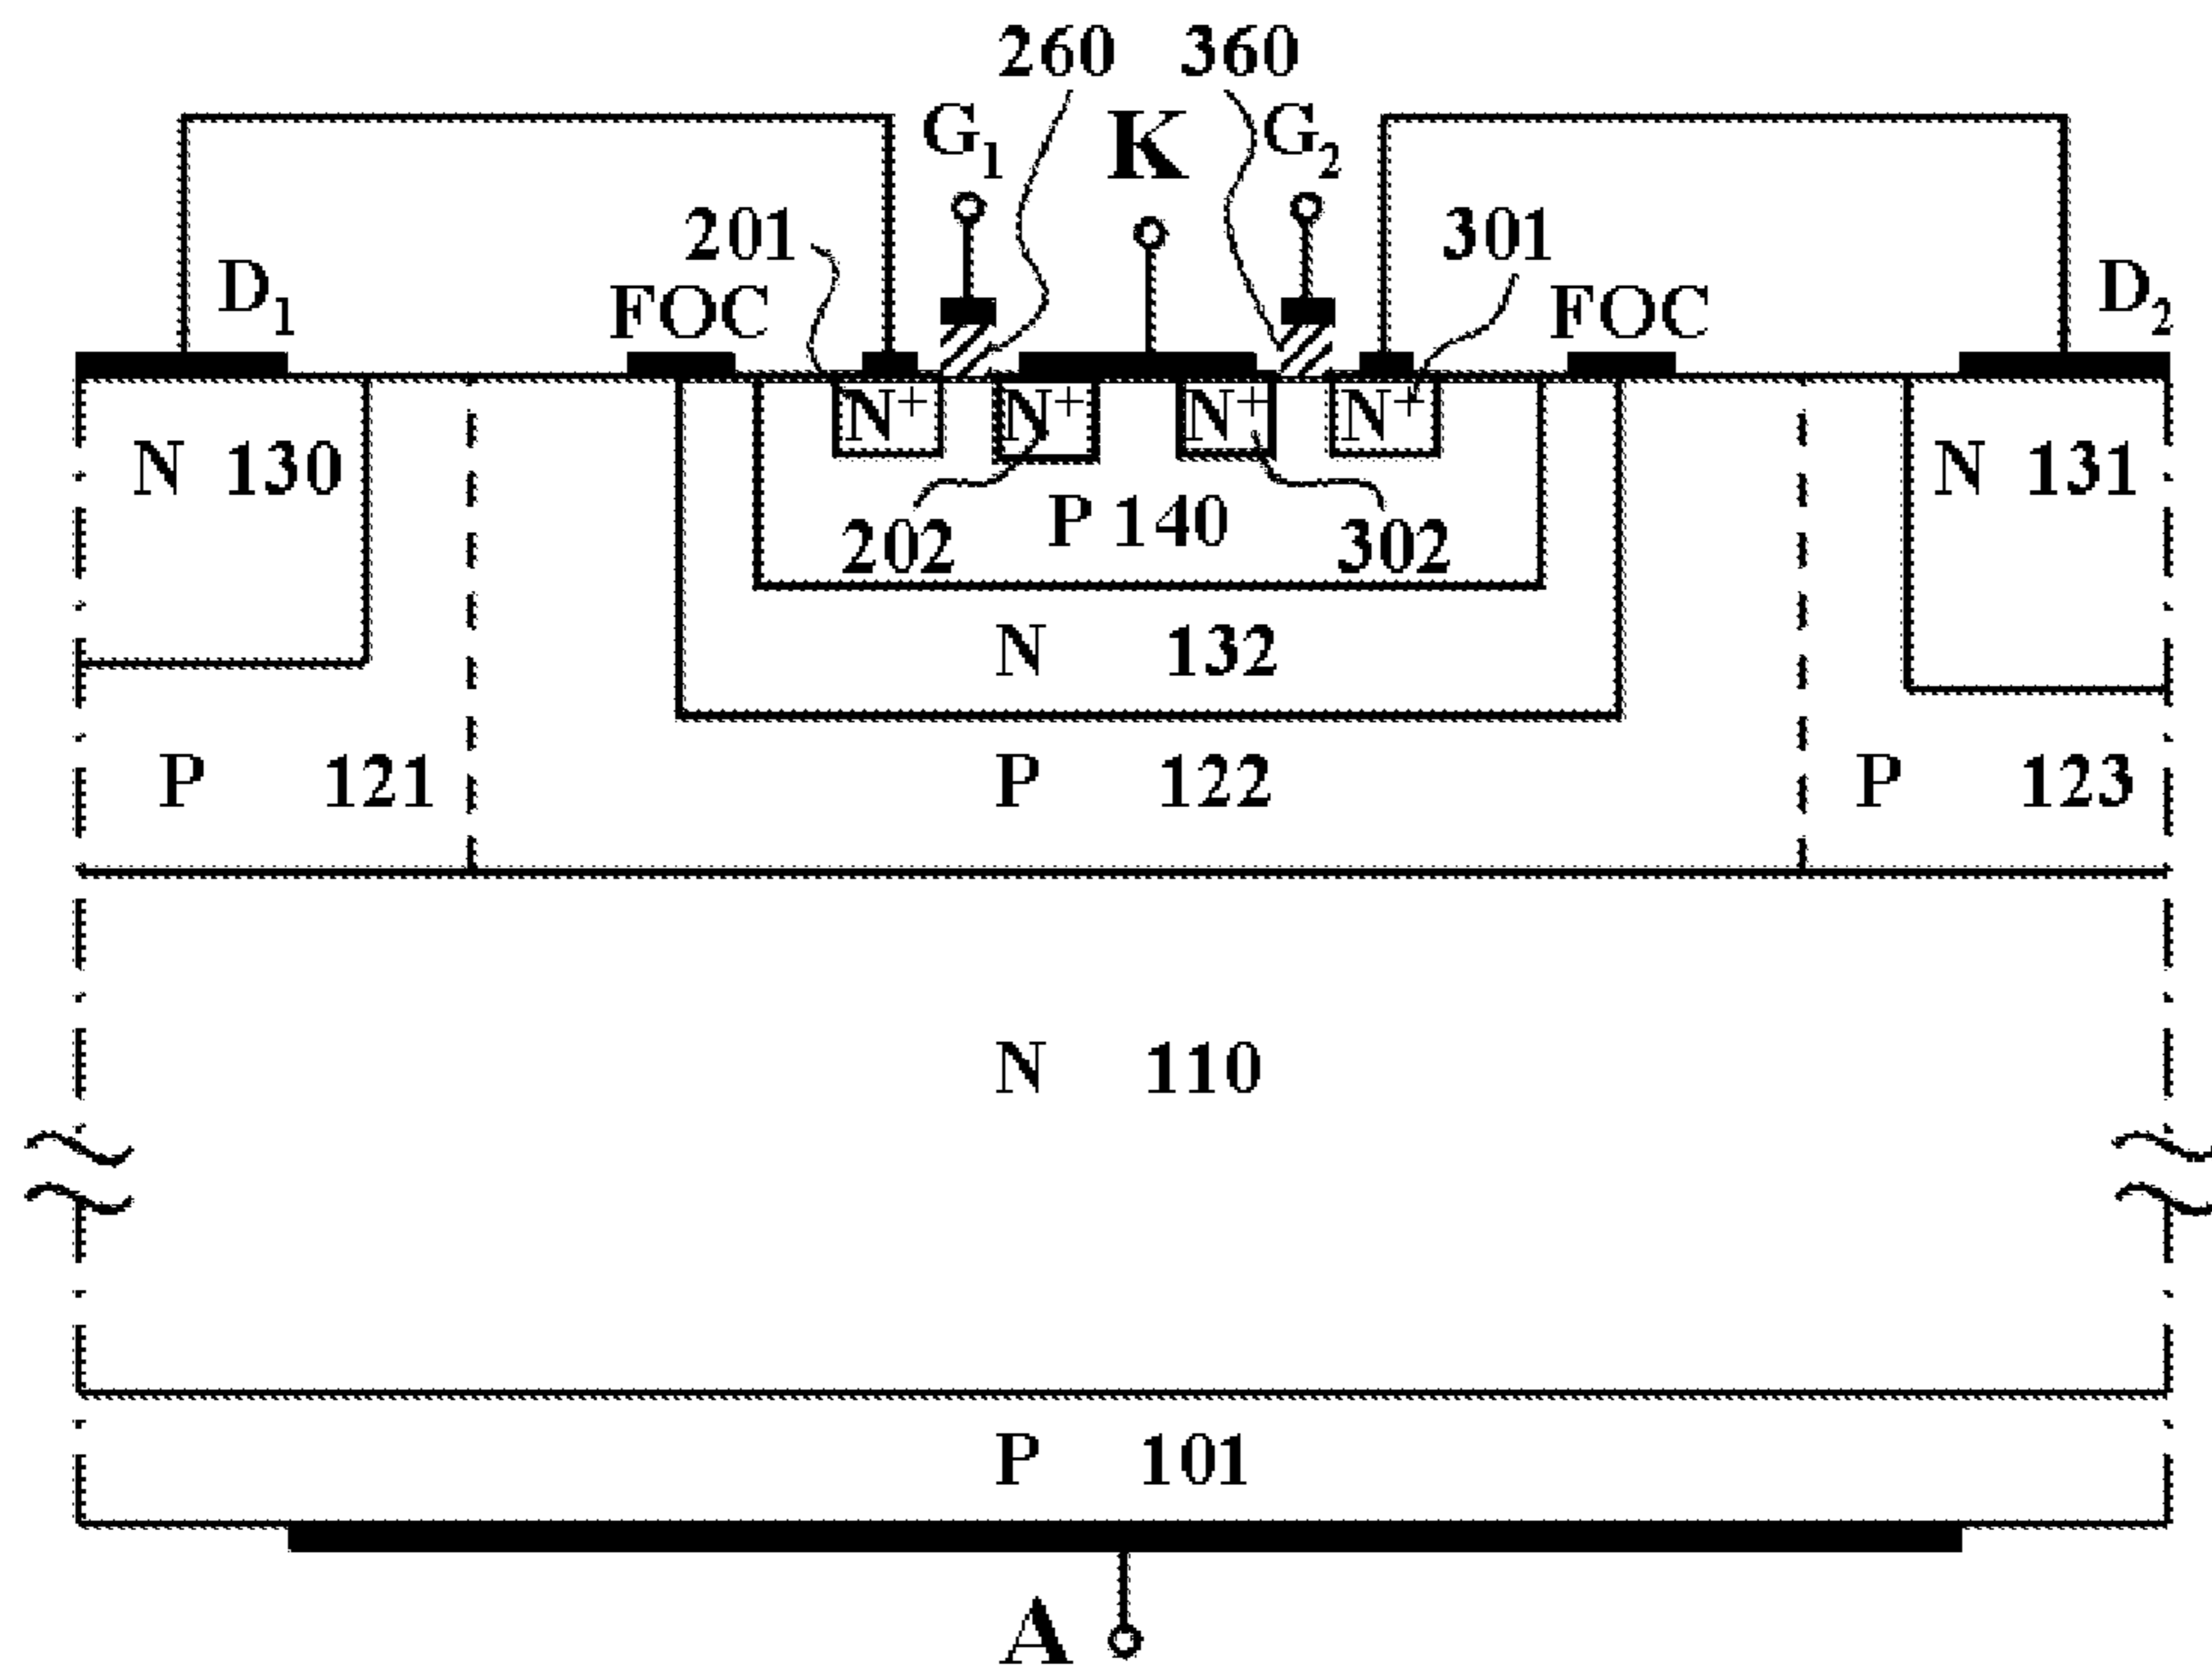 260 360
G1 K G2
201 301
D1 FOC FOC D2
N+ N+ N+ N+
N 130 N 131
202 P 140 302
N 132
P 121 P 122 P 123
N 110
P 101
A